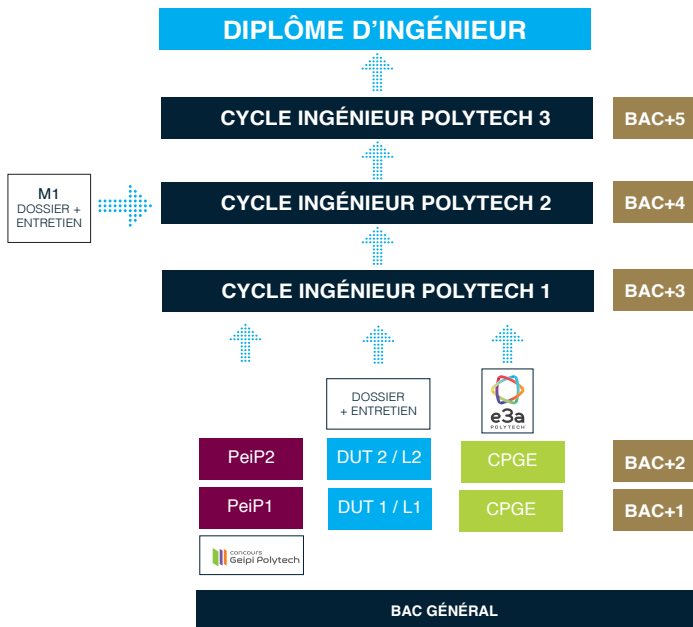 DIPLÔME D'INGÉNIEUR
CYCLE INGÉNIEUR POLYTECH 3
BAC+5
M1
DOSSIER +
ENTRETIEN
CYCLE INGÉNIEUR POLYTECH 2
BAC+4
CYCLE INGÉNIEUR POLYTECH 1
BAC+3
DOSSIER
+ ENTRETIEN
e3a
POLYTECH
PeiP2
DUT 2 / L2
CPGE
BAC+2
PeiP1
DUT 1 / L1
CPGE
BAC+1
concours
Geipi Polytech
BAC GÉNÉRAL